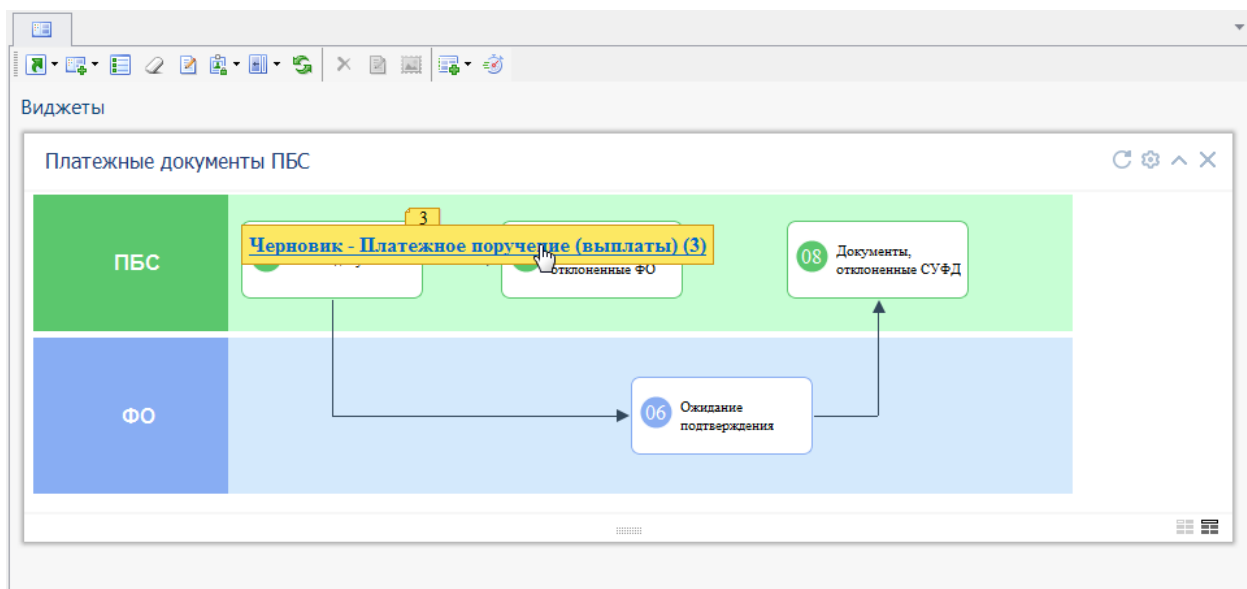 Виджеты
Платежные документы ПБС
ПБС
3
Черновик - Платежное поручение (выплаты) (3)
отклоненные ФО
08
Документы,
отклоненные СУФД
ФО
06
Ожидание
подтверждения